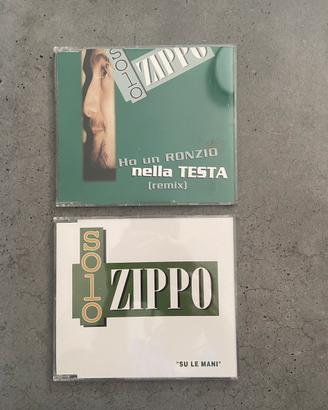 SOLO
ZIPPO
Ho un RONZIO
nella TESTA
(remix)
SOLO
ZIPPO
"SU LE MANI"